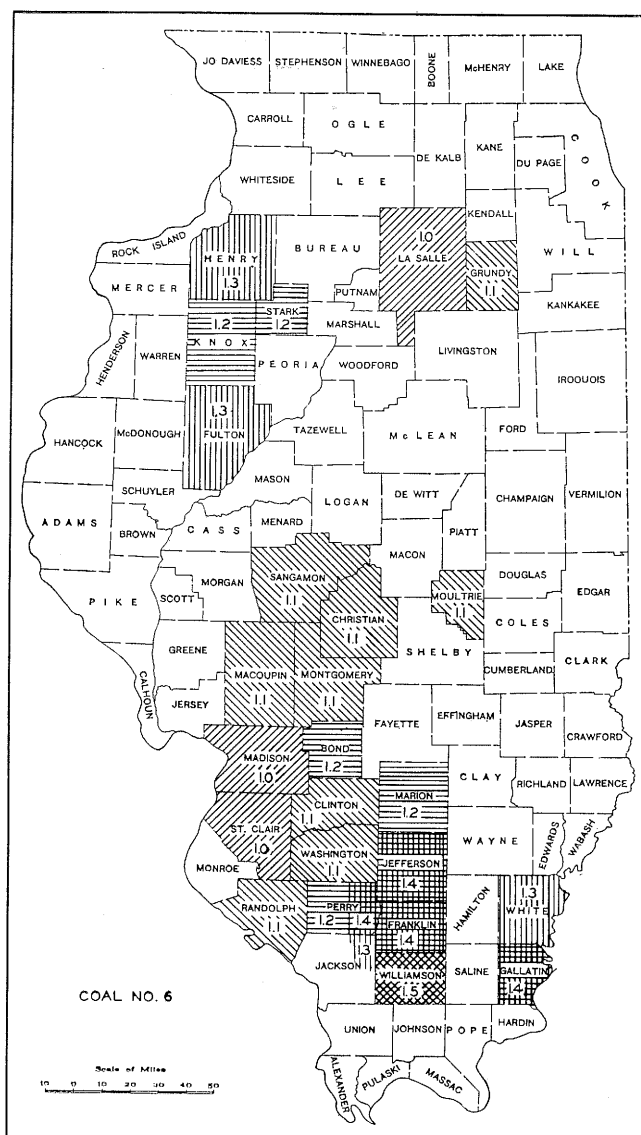 JO DAVIESS STEPHENSON WINNEBAGO BOONE McHENRY LAKE
CARROLL OGLE DE KALB KANE COOK
DU PAGE
WHITESIDE LEE
KENDALL
ROCK ISLAND HENRY BUREAU 1.0 LA SALLE WILL
1.3 GRUNDY
1.1
MERCER PUTNAM KANKAKEE
STARK
1.2 1.2 MARSHALL
HENDERSON WARREN KNOX PEORIA WOODFORD LIVINGSTON IROQUOIS
1.3
HANCOCK McDONOUGH FULTON TAZEWELL McLEAN FORD
MASON
SCHUYLER LOGAN DE WITT CHAMPAIGN VERMILION
ADAMS BROWN CASS MENARD PIATT
MACON
MORGAN SANGAMON DOUGLAS
PIKE SCOTT 1.1 MOULTRIE EDGAR
1.1
CHRISTIAN COLES
1.1
GREENE SHELBY
MACOUPIN MONTGOMERY CUMBERLAND CLARK
CALHOUN JERSEY 1.1 1.1
FAYETTE EFFINGHAM JASPER CRAWFORD
MADISON BOND
1.0 1.2
CLAY RICHLAND LAWRENCE
CLINTON MARION
1.1 1.2
ST. CLAIR
1.0 WASHINGTON WAYNE EDWARDS WABASH
1.1
MONROE JEFFERSON
1.4
RANDOLPH PERRY HAMILTON 1.3
1.1 1.2 1.4 FRANKLIN WHITE
1.4
1.3
JACKSON WILLIAMSON SALINE GALLATIN
1.5 1.4
COAL NO. 6
UNION JOHNSON POPE HARDIN
ALEXANDER PULASKI MASSAC
Scale of Miles
10 0 10 20 30 40 50